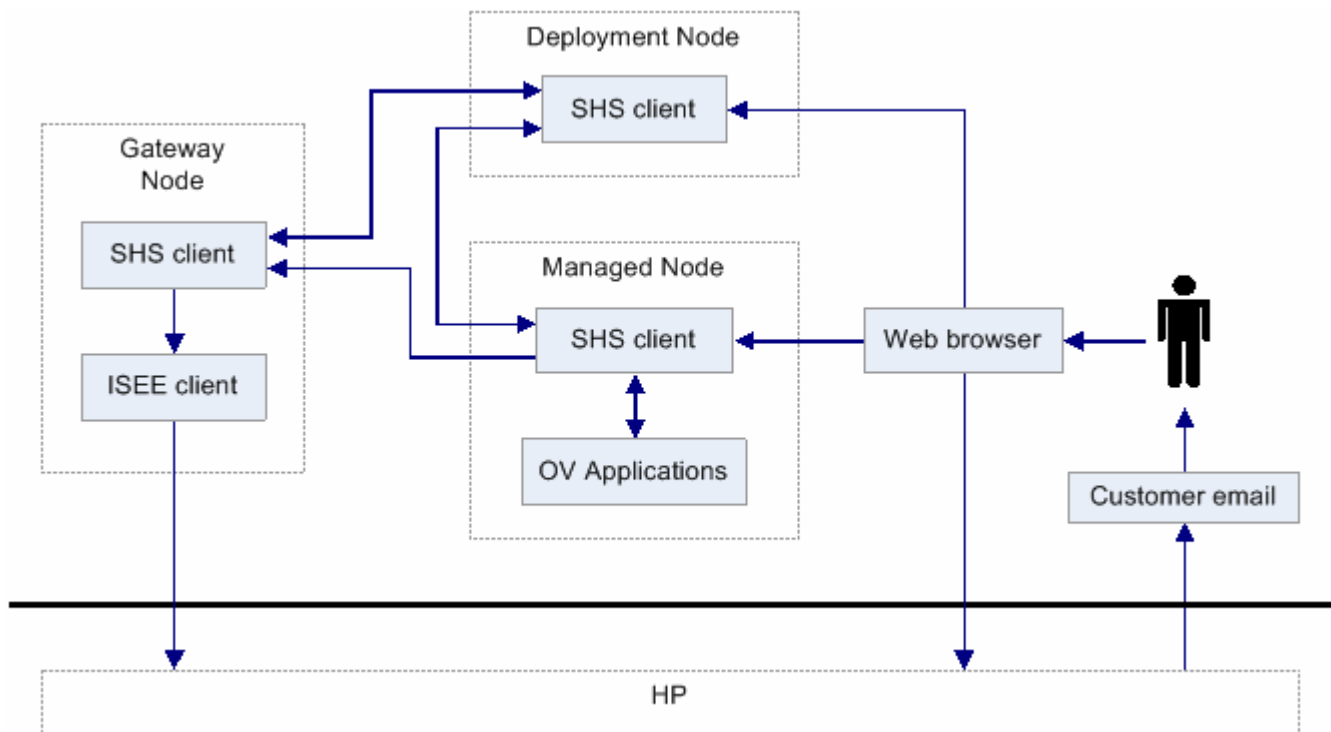 Deployment Node
SHS client
Gateway
Node
SHS client
ISEE client
Managed Node
SHS client
OV Applications
Web browser
Customer email
HP